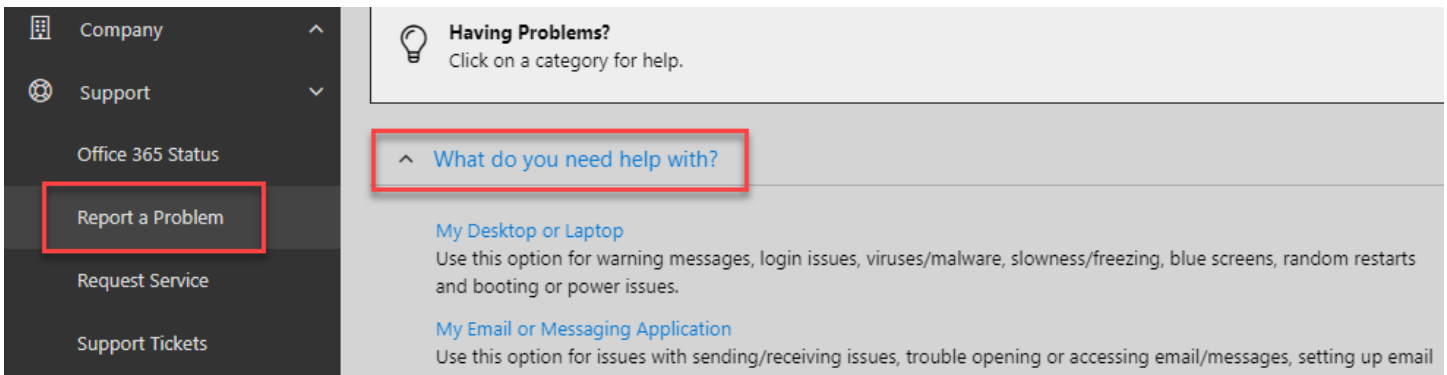 Company
Support
Office 365 Status
Report a Problem
Request Service
Support Tickets
Having Problems?
Click on a category for help.
What do you need help with?
My Desktop or Laptop
Use this option for warning messages, login issues, viruses/malware, slowness/freezing, blue screens, random restarts
and booting or power issues.
My Email or Messaging Application
Use this option for issues with sending/receiving issues, trouble opening or accessing email/messages, setting up email